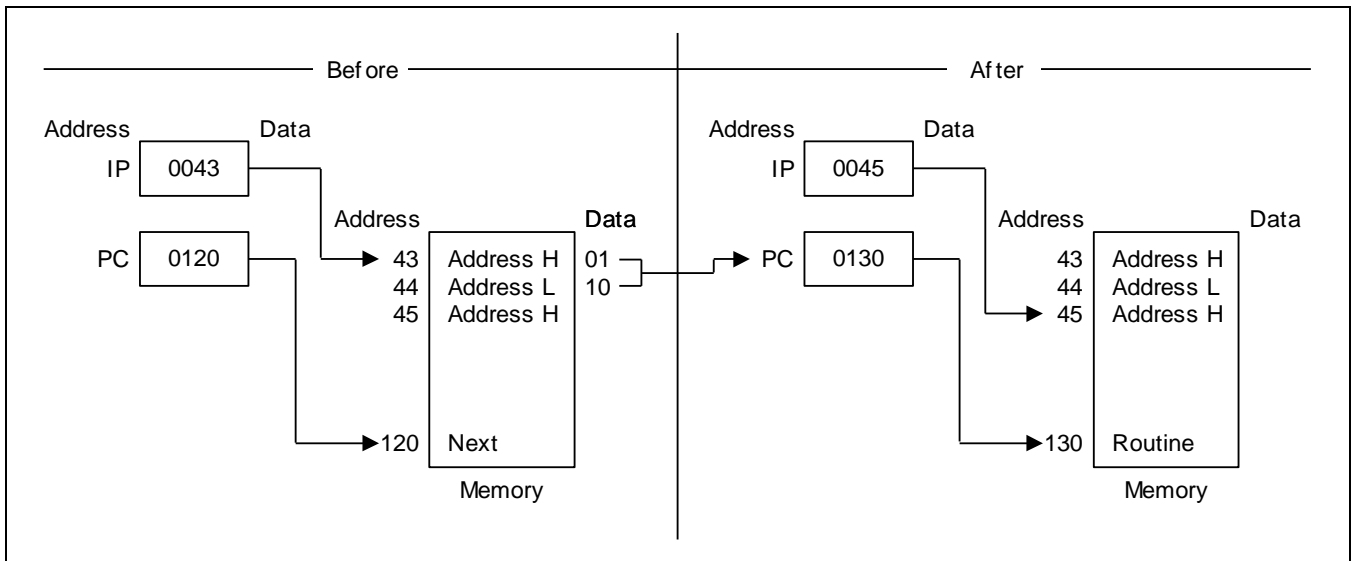 Before
Address
Data
IP
0043
Address
Data
PC
0120
43
Address H
01
44
Address L
10
45
Address H
120
Next
Memory
After
Address
Data
IP
0045
Address
Data
PC
0130
43
Address H
44
Address L
45
Address H
130
Routine
Memory